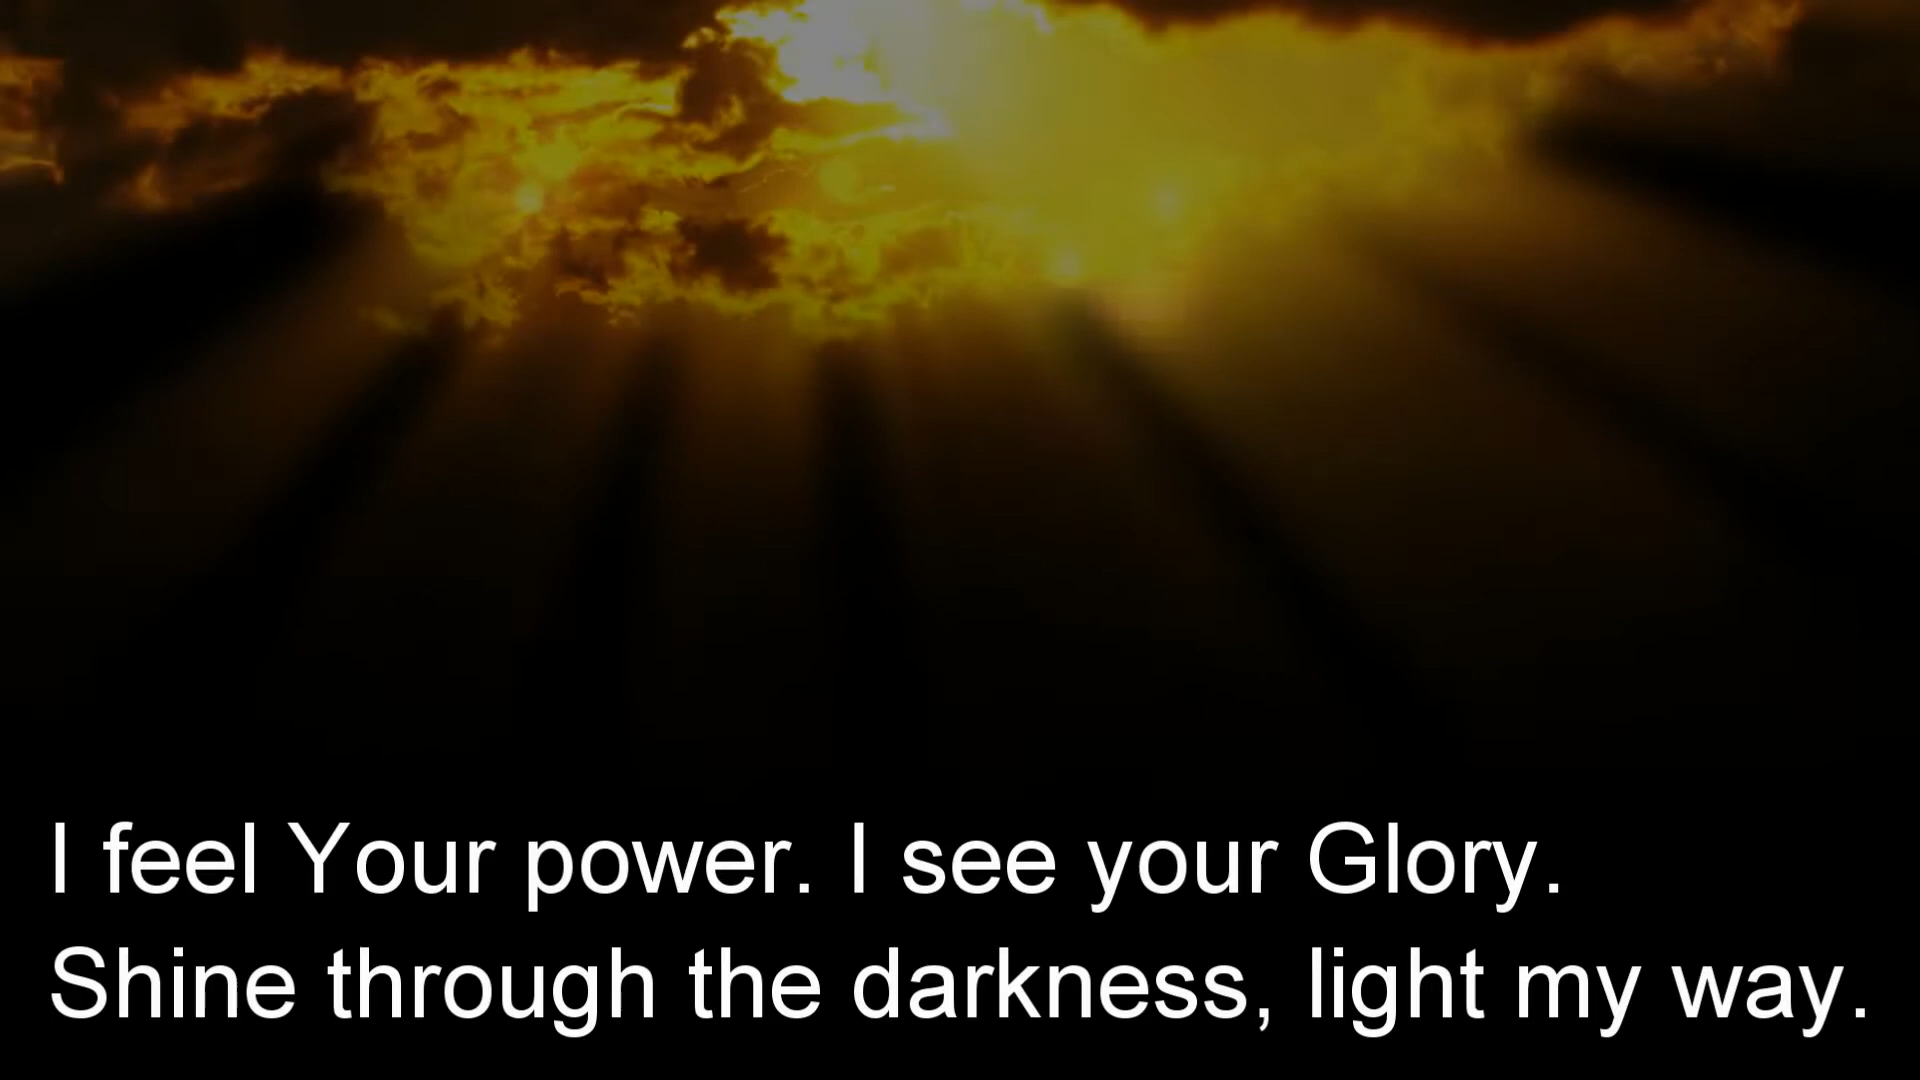 I feel Your power. I see your Glory.
Shine through the darkness, light my way.